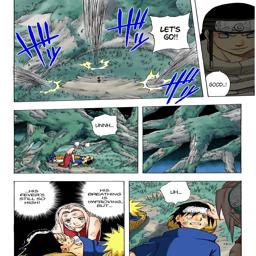 LET'S
GO!!
GOOD...!
UNNH...
HIS
BREATHING
IS
IMPROVING,
BUT...
HIS
FEVER'S
STILL SO
HIGH!
UH...